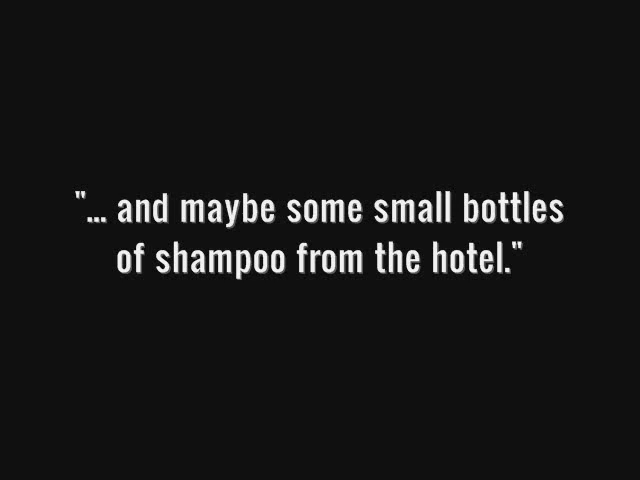 "... and maybe some small bottles
of shampoo from the hotel."